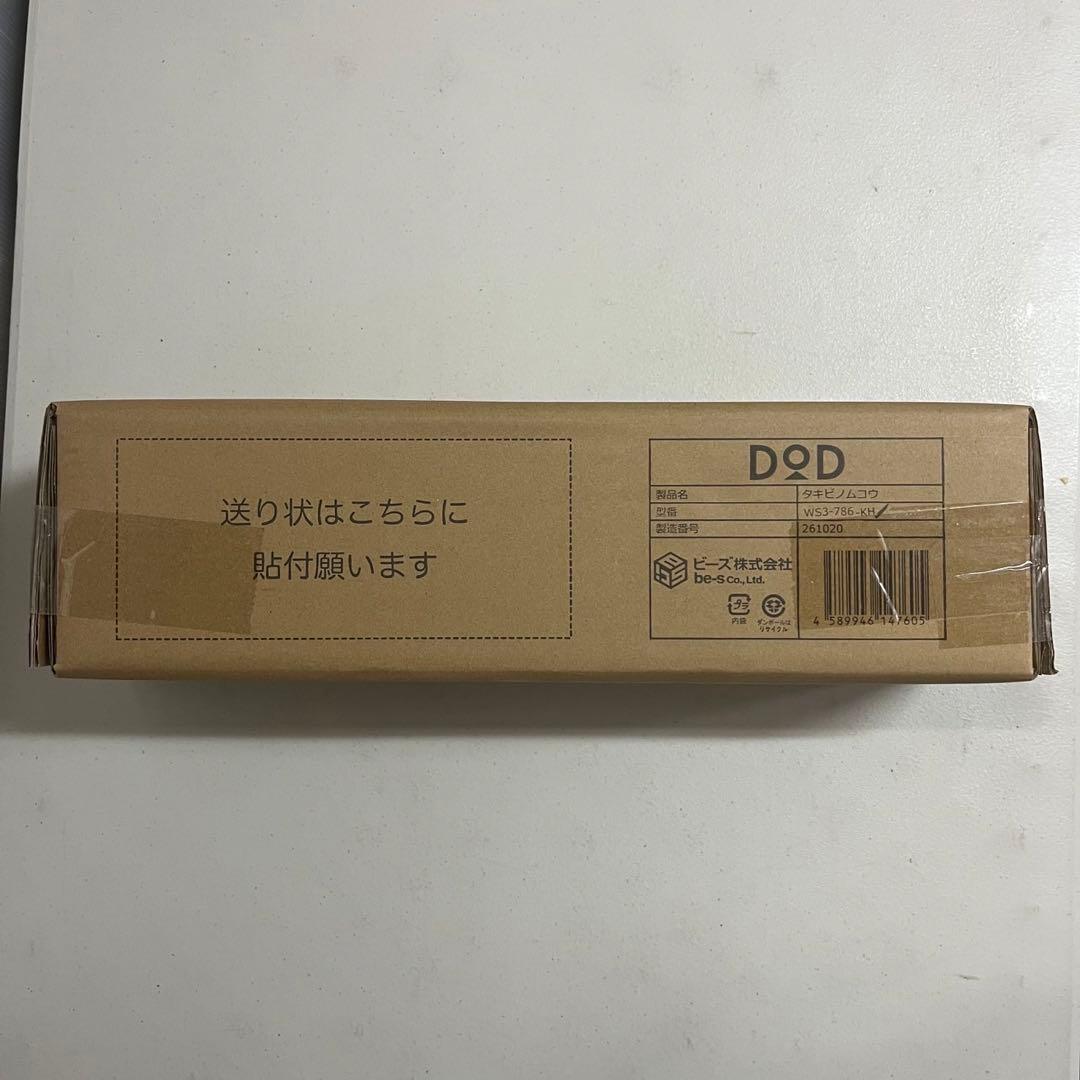 送り状はこちらに
貼付願います
DOD
製品名 タキビノムコウ
型番 WS3-786-KH
製造番号 261020
ビーズ株式会社
be-s Co., Ltd.
プラ
内袋
ダンボールは
リサイクル
4 589946 147605